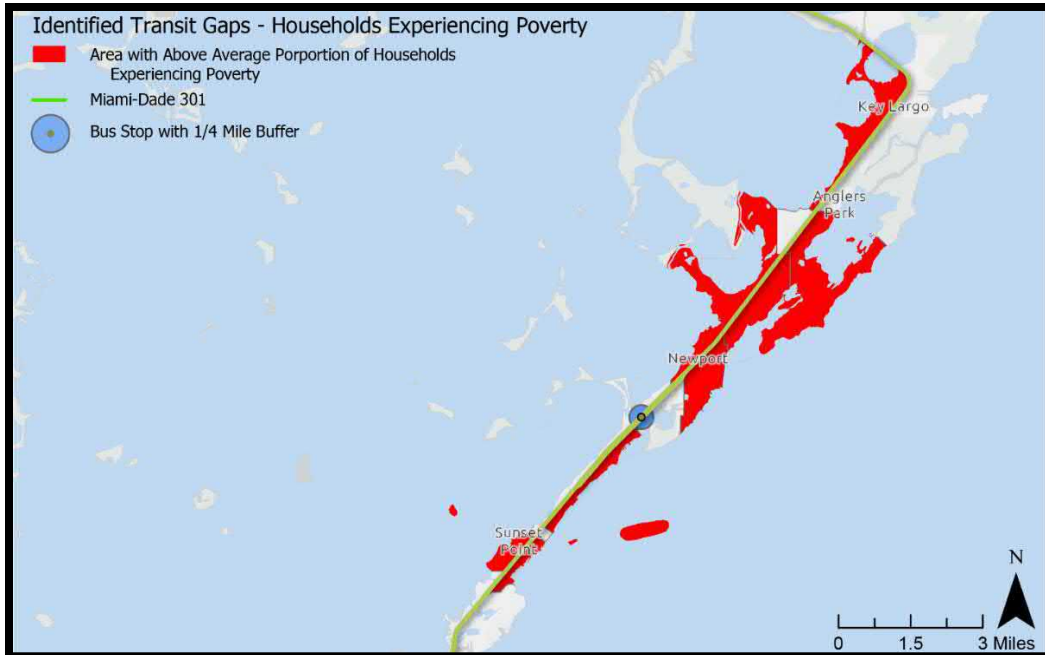 Identified Transit Gaps - Households Experiencing Poverty
Area with Above Average Porportion of Households
Experiencing Poverty
Miami-Dade 301
Bus Stop with 1/4 Mile Buffer
Key Largo
Anglers
Park
Newport
Sunset
Point
N
0 1.5 3 Miles